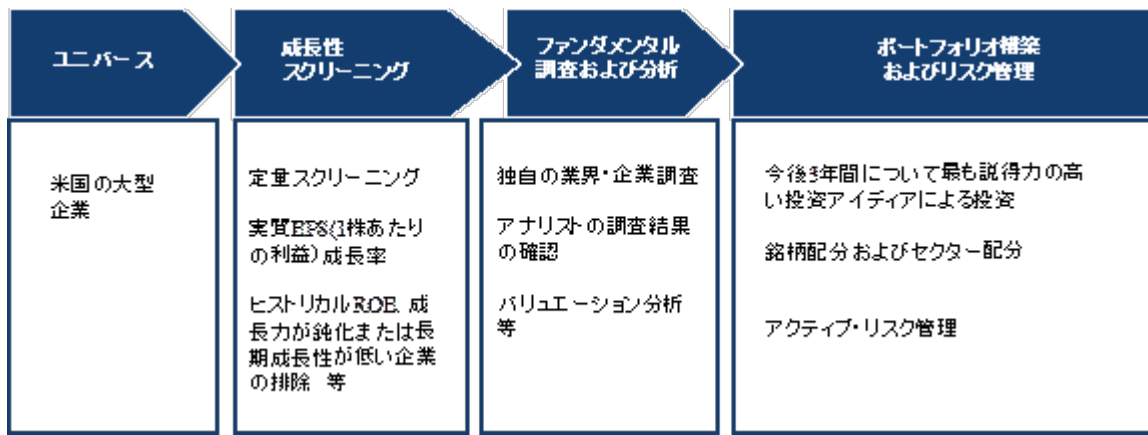 ユニバース
成長性
スクリーニング
ファンダメンタル
調査および分析
ポートフォリオ構築
およびリスク管理
米国の大型
企業
定量スクリーニング
実質EPS(1株あたり
の利益)成長率
ヒストリカルROE、成
長力が鈍化または長
期成長性が低い企業
の排除 等
独自の業界・企業調査
アナリストの調査結果
の確認
バリュエーション分析
等
今後3年間について最も説得力の高
い投資アイディアによる投資
銘柄配分およびセクター配分
アクティブ・リスク管理